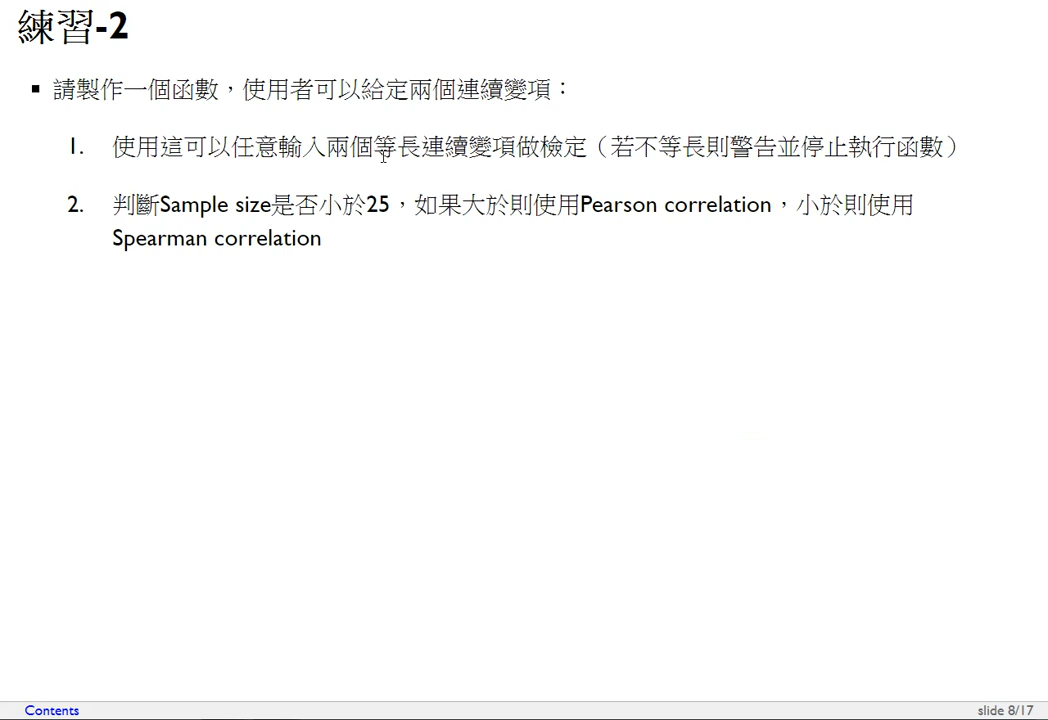 練習-2
▪ 請製作一個函數，使用者可以給定兩個連續變項：
1. 使用這可以任意輸入兩個等長連續變項做檢定（若不等長則警告並停止執行函數）
2. 判斷Sample size是否小於25，如果大於則使用Pearson correlation，小於則使用
Spearman correlation
Contents
slide 8/17